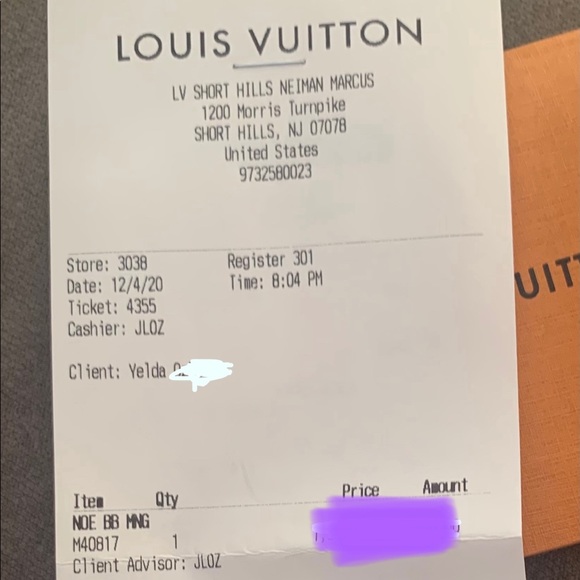 LOUIS VUITTON
LV SHORT HILLS NEIMAN MARCUS
1200 Morris Turnpike
SHORT HILLS, NJ 07078
United States
9732580023
Store: 3038 Register 301
Date: 12/4/20 Time: 8:04 PM
Ticket: 4355
Cashier: JLOZ
Client: Yelda
Item Qty Price Amount
NOE BB MNG
M40817 1
Client Advisor: JLOZ
UIT